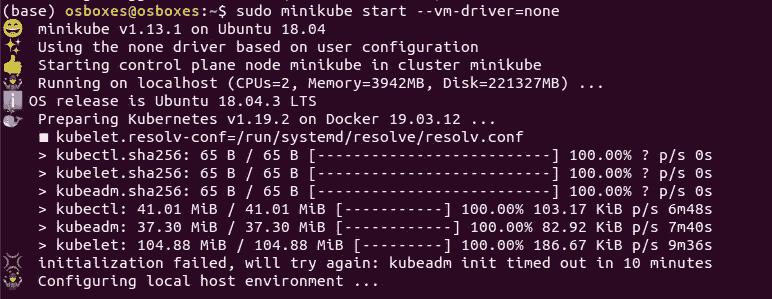 (base) osboxes@osboxes:~$ sudo minikube start --vm-driver=none
minikube v1.13.1 on Ubuntu 18.04
Using the none driver based on user configuration
Starting control plane node minikube in cluster minikube
Running on localhost (CPUs=2, Memory=3942MB, Disk=221327MB) ...
OS release is Ubuntu 18.04.3 LTS
Preparing Kubernetes v1.19.2 on Docker 19.03.12 ...
kubelet.resolv-conf=/run/systemd/resolve/resolv.conf
> kubectl.sha256: 65 B / 65 B [--------------------------] 100.00% ? p/s 0s
> kubelet.sha256: 65 B / 65 B [--------------------------] 100.00% ? p/s 0s
> kubeadm.sha256: 65 B / 65 B [--------------------------] 100.00% ? p/s 0s
> kubectl: 41.01 MiB / 41.01 MiB [-----------] 100.00% 103.17 KiB p/s 6m48s
> kubeadm: 37.30 MiB / 37.30 MiB [------------] 100.00% 82.92 KiB p/s 7m40s
> kubelet: 104.88 MiB / 104.88 MiB [---------] 100.00% 186.67 KiB p/s 9m36s
initialization failed, will try again: kubeadm init timed out in 10 minutes
Configuring local host environment ...